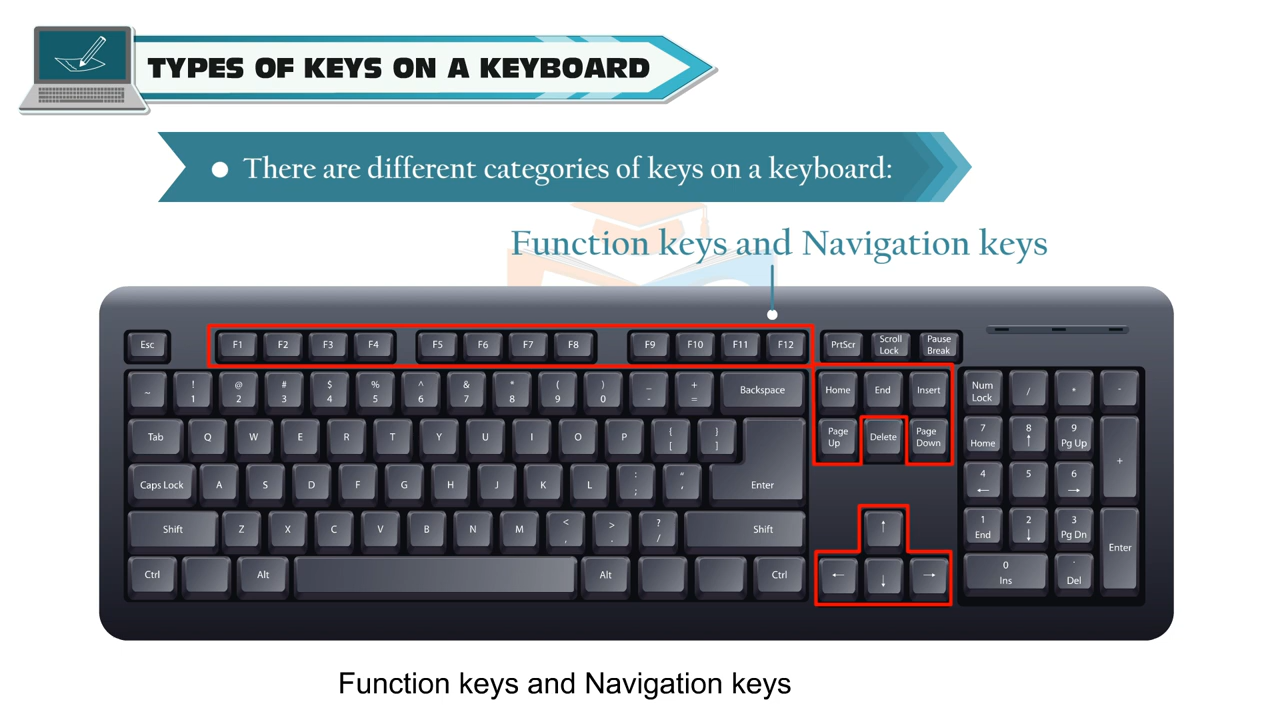 TYPES OF KEYS ON A KEYBOARD
● There are different categories of keys on a keyboard:
Function keys and Navigation keys
Esc F1 F2 F3 F4 F5 F6 F7 F8 F9 F10 F11 F12 PrtScr Scroll Lock Pause Break
~ ! 1 @ 2 # 3 $ 4 % 5 ^ 6 & 7 * 8 ( 9 ) 0 _ - + = Backspace Home End Insert Num Lock / * -
Tab Q W E R T Y U I O P { [ } ] Page Up Delete Page Down 7 Home 8 ↑ 9 Pg Up +
Caps Lock A S D F G H J K L : ; " , Enter 4 ← 5 6 →
Shift Z X C V B N M < , > . ? / Shift ↑ 1 End 2 ↓ 3 Pg Dn Enter
Ctrl Alt Alt Ctrl ← ↓ → 0 Ins . Del
Function keys and Navigation keys